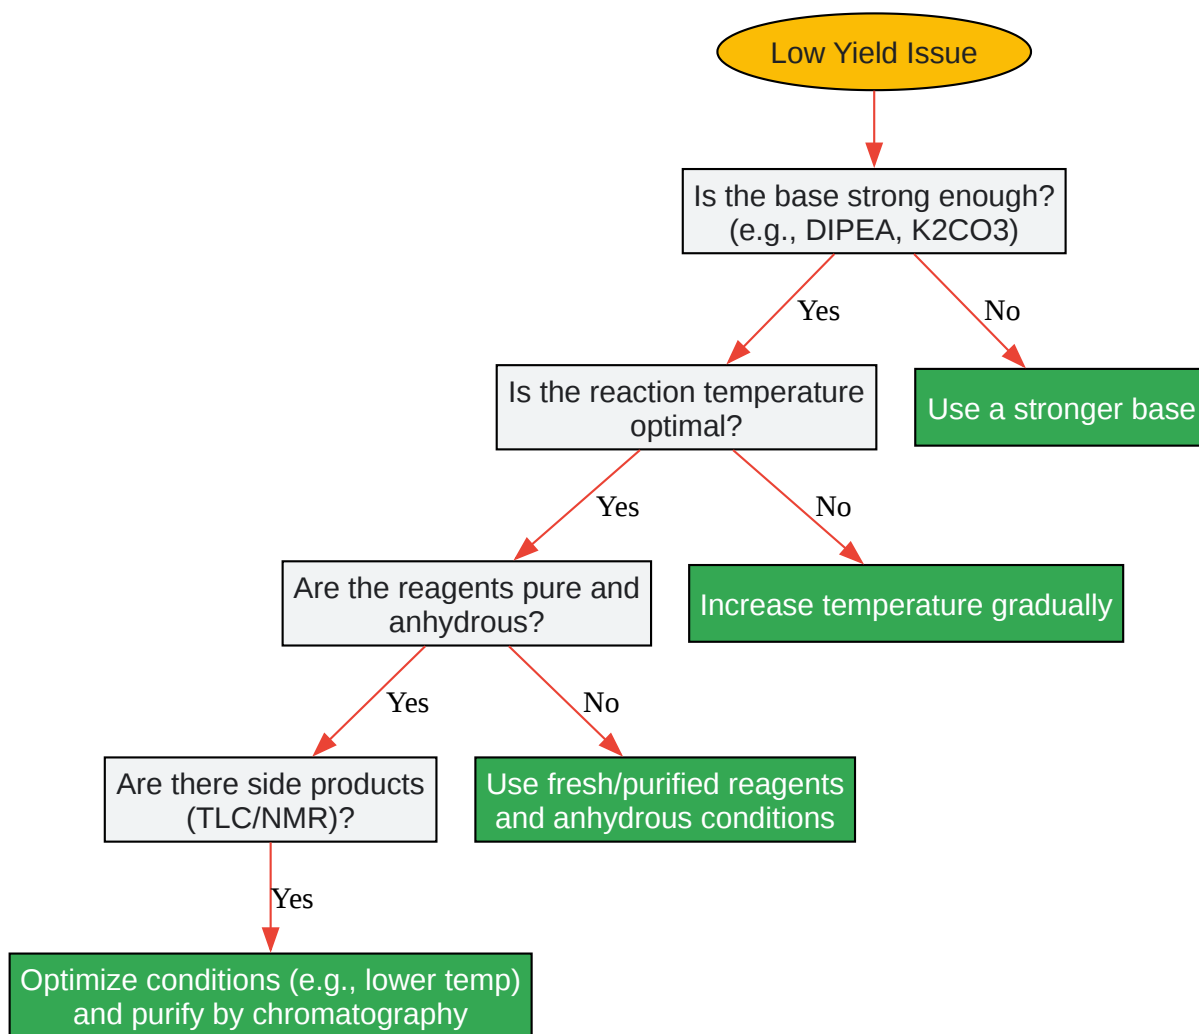 Low Yield Issue
Is the base strong enough?
(e.g., DIPEA, K2CO3)
Yes
No
Is the reaction temperature
optimal?
Use a stronger base
Yes
No
Are the reagents pure and
anhydrous?
Increase temperature gradually
Yes
No
Are there side products
(TLC/NMR)?
Use fresh/purified reagents
and anhydrous conditions
Yes
Optimize conditions (e.g., lower temp)
and purify by chromatography